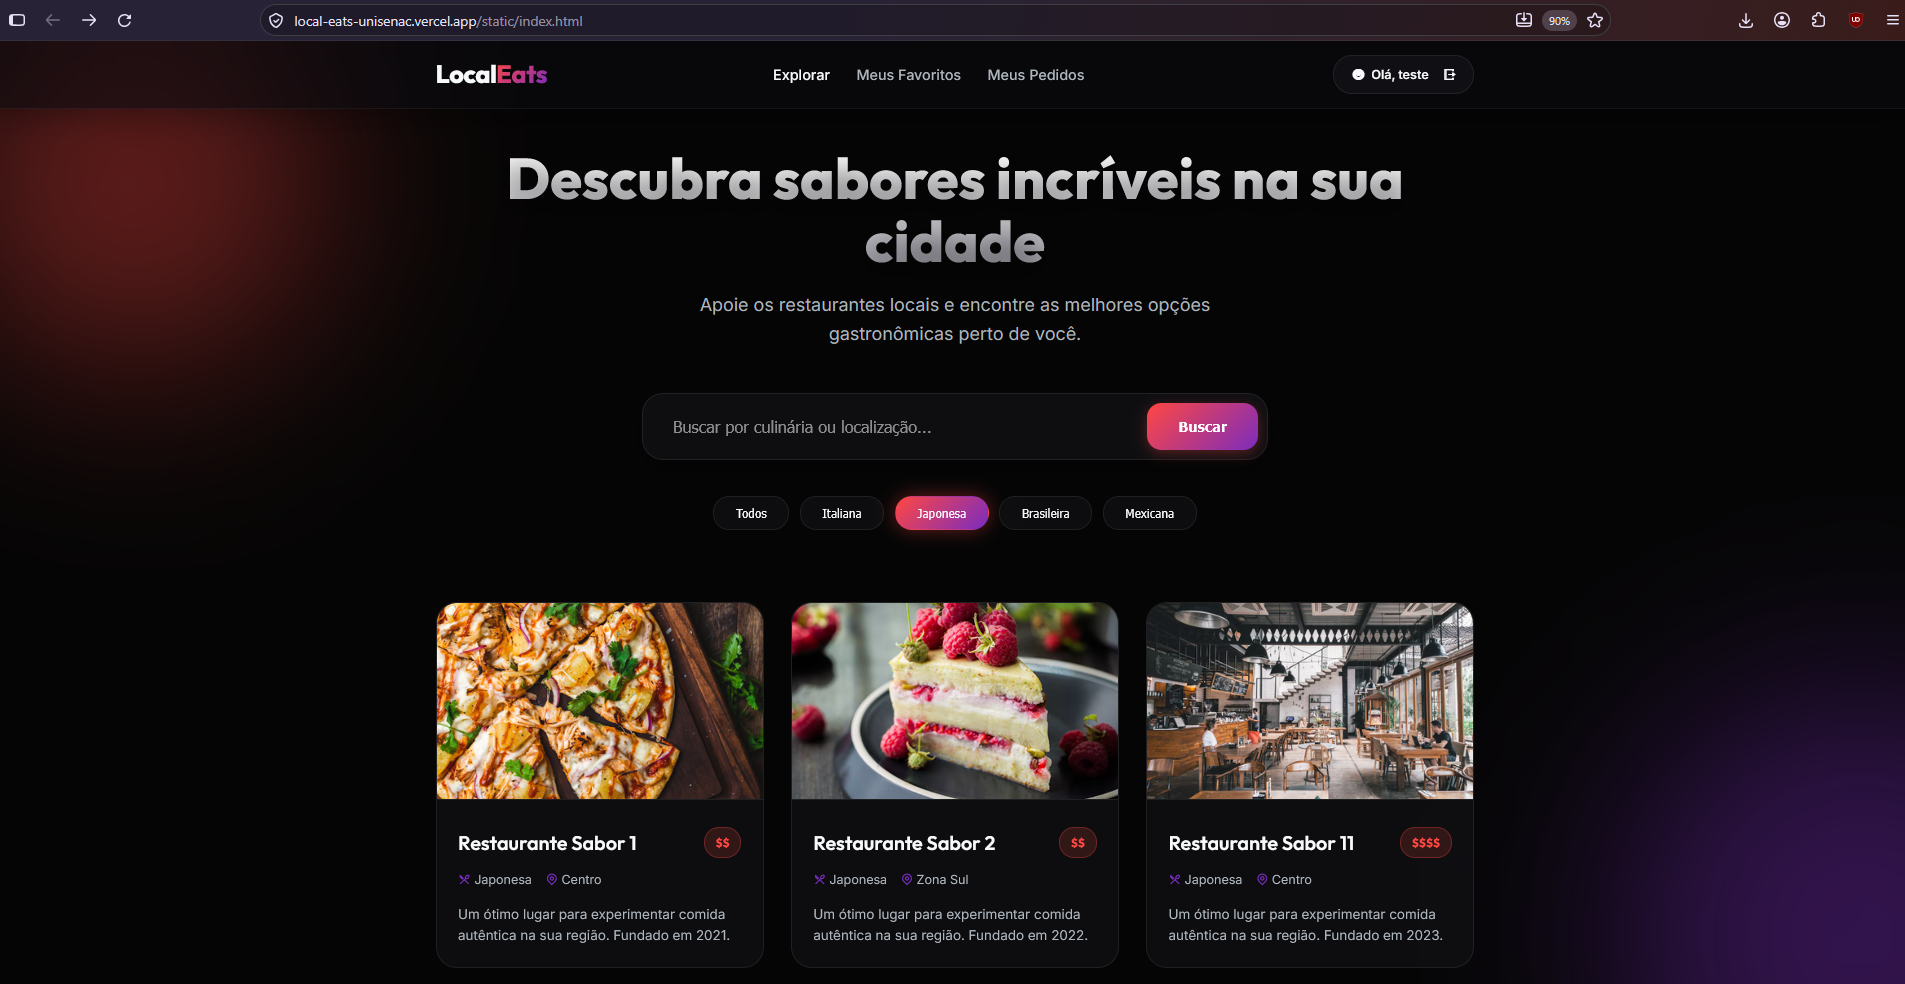 local-eats-unisenac.vercel.app/static/index.html
90%
LocalEats
Explorar
Meus Favoritos
Meus Pedidos
Olá, teste
Descubra sabores incríveis na sua
cidade
Apoie os restaurantes locais e encontre as melhores opções
gastronômicas perto de você.
Buscar por culinária ou localização...
Buscar
Todos
Italiana
Japonesa
Brasileira
Mexicana
Restaurante Sabor 1
$$
Japonesa
Centro
Um ótimo lugar para experimentar comida
autêntica na sua região. Fundado em 2021.
Restaurante Sabor 2
$$
Japonesa
Zona Sul
Um ótimo lugar para experimentar comida
autêntica na sua região. Fundado em 2022.
Restaurante Sabor 11
$$$$
Japonesa
Centro
Um ótimo lugar para experimentar comida
autêntica na sua região. Fundado em 2023.